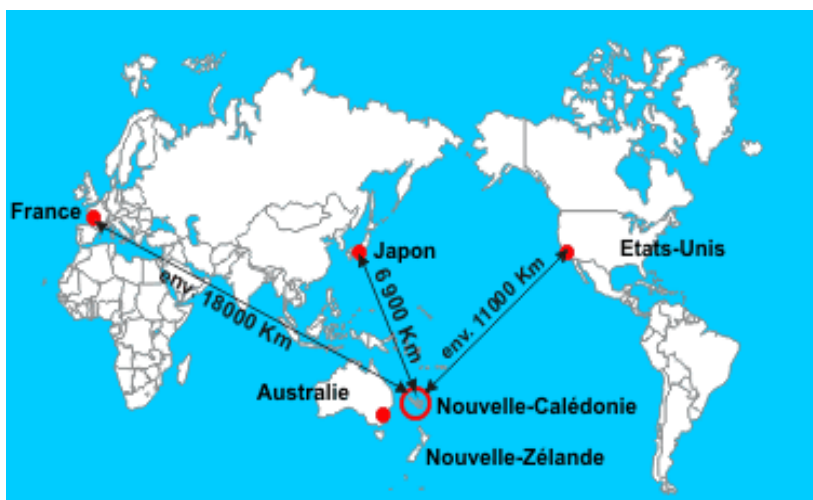 France
Japon
Etats-Unis
env. 18000 Km
6 900 Km
env. 11000 Km
Australie
Nouvelle-Calédonie
Nouvelle-Zélande